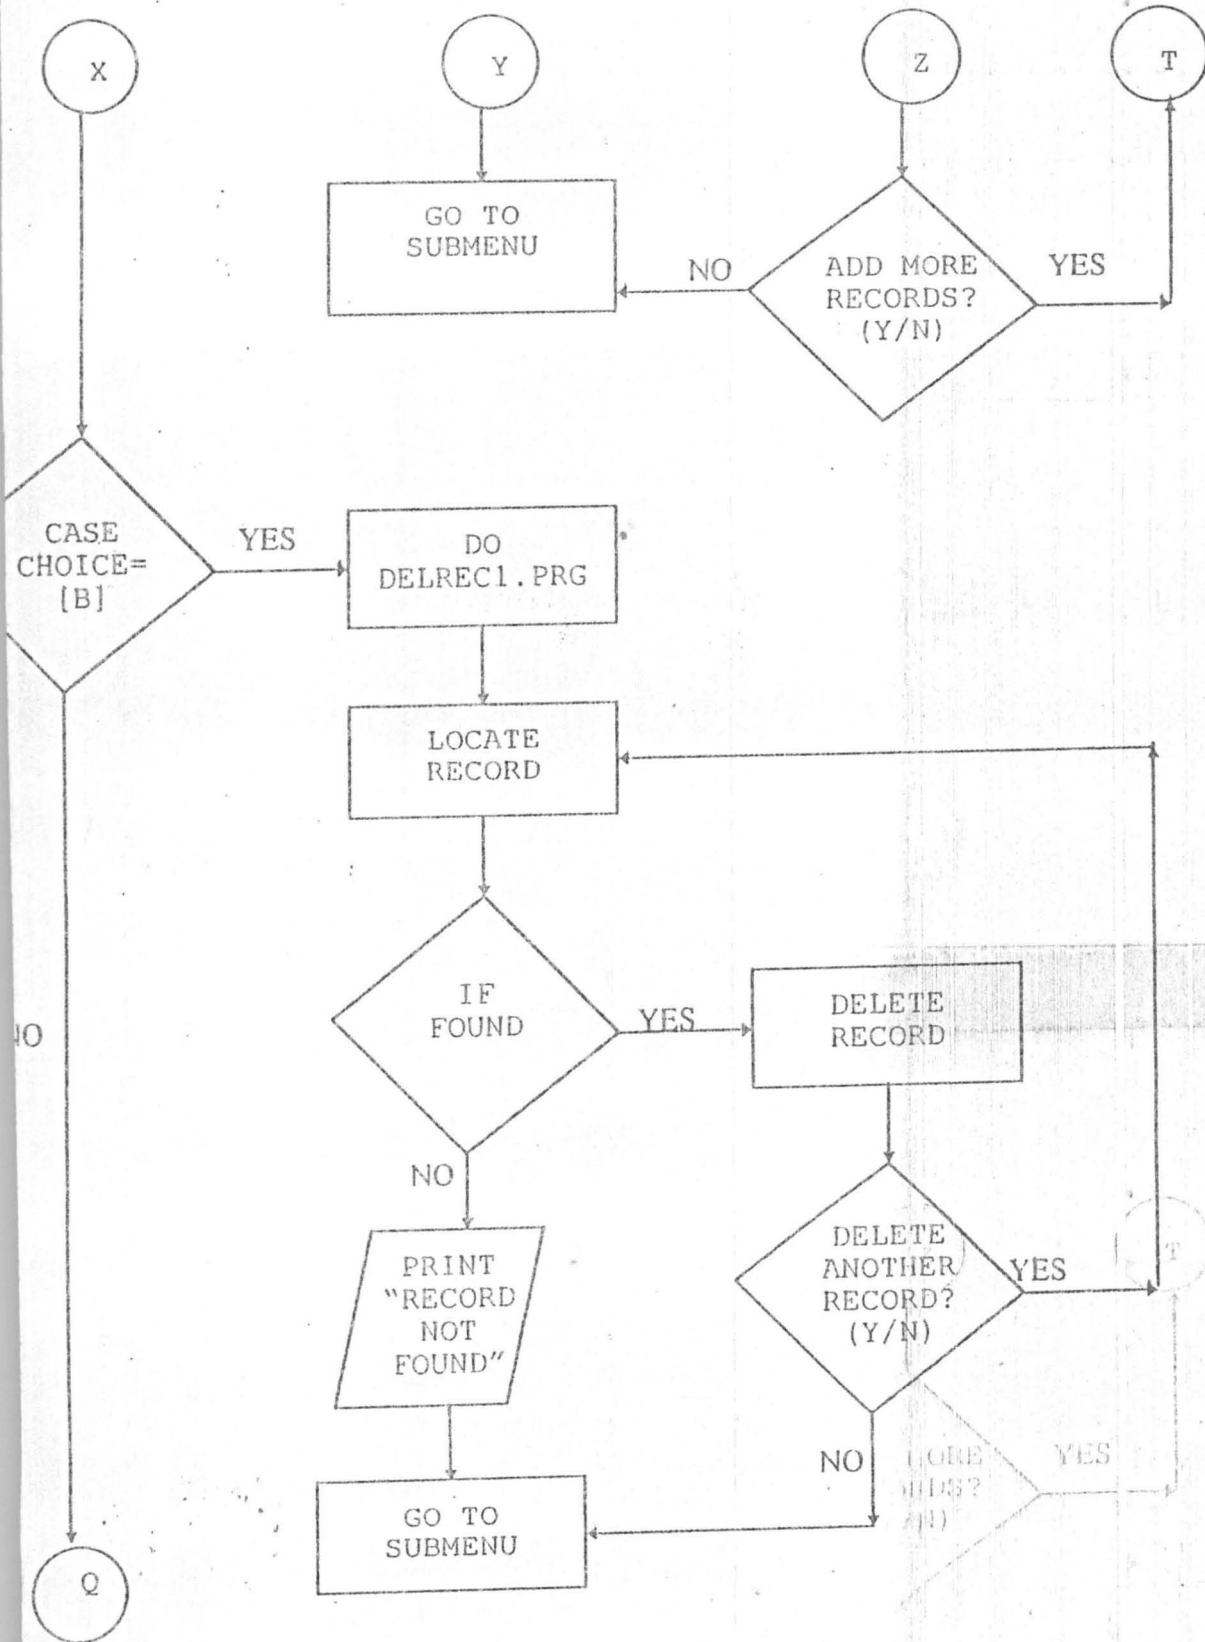 X
Y
Z
T
GO TO
SUBMENU
NO
ADD MORE
RECORDS?
(Y/N)
YES
CASE
CHOICE=
[B]
YES
DO
DELREC1.PRG
LOCATE
RECORD
IF
FOUND
YES
DELETE
RECORD
NO
PRINT
"RECORD
NOT
FOUND"
DELETE
ANOTHER
RECORD?
(Y/N)
YES
T
NO
YES
GO TO
SUBMENU
Q